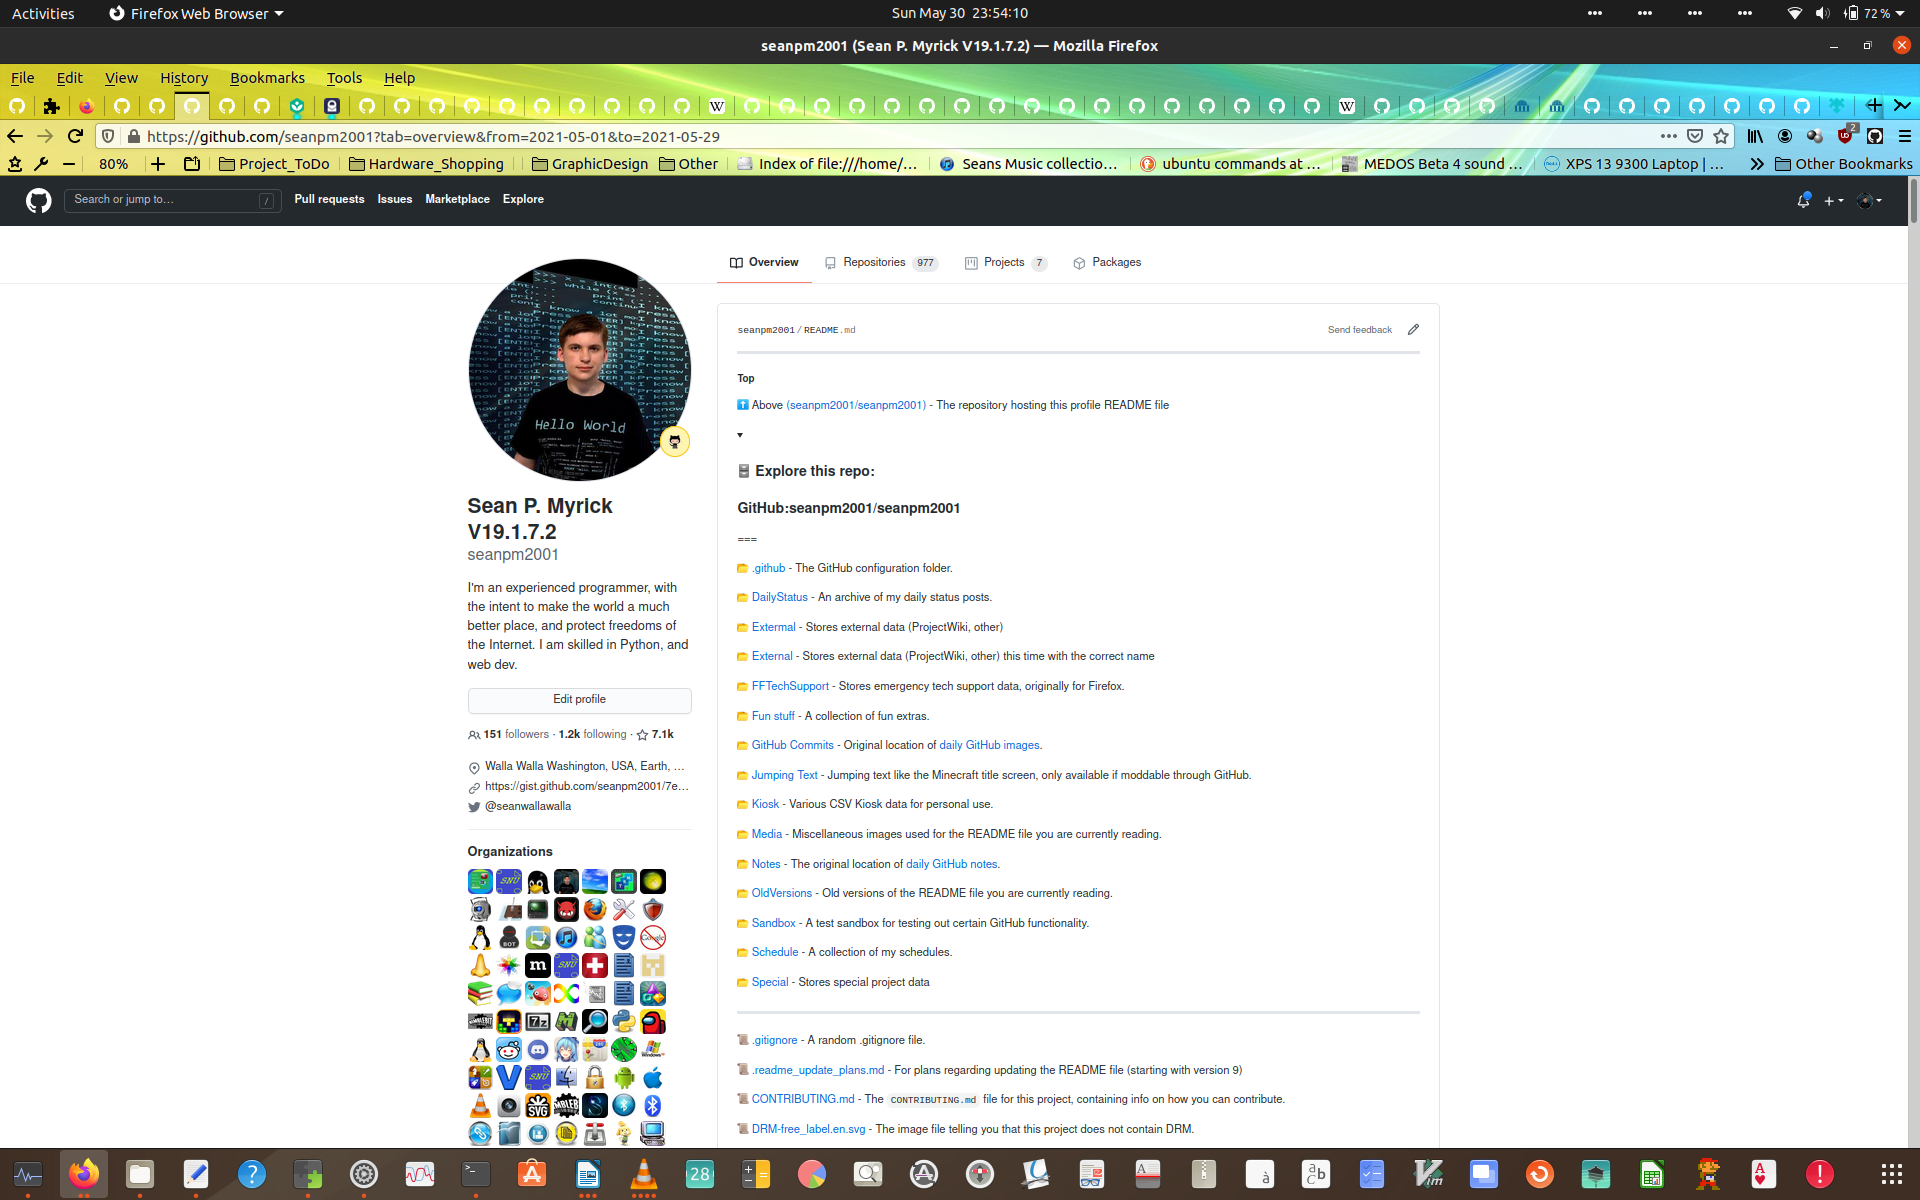 Activities
Firefox Web Browser
Sun May 30 23:54:10
72 %
seanpm2001 (Sean P. Myrick V19.1.7.2) — Mozilla Firefox
File Edit View History Bookmarks Tools Help
https://github.com/seanpm2001?tab=overview&from=2021-05-01&to=2021-05-29
2
80%
Project_ToDo
Hardware_Shopping
GraphicDesign
Other
Index of file:///home/...
Seans Music collectio...
ubuntu commands at ...
MEDOS Beta 4 sound ...
XPS 13 9300 Laptop | ...
Other Bookmarks
Search or jump to... /
Pull requests Issues Marketplace Explore
Overview
Repositories 977
Projects 7
Packages
Hello World
Sean P. Myrick
V19.1.7.2
seanpm2001
I'm an experienced programmer, with
the intent to make the world a much
better place, and protect freedoms of
the Internet. I am skilled in Python, and
web dev.
Edit profile
151 followers · 1.2k following · 7.1k
Walla Walla Washington, USA, Earth, ...
https://gist.github.com/seanpm2001/7e...
@seanwallawalla
Organizations
seanpm2001/README.md
Send feedback
Top
Above (seanpm2001/seanpm2001) - The repository hosting this profile README file
Explore this repo:
GitHub:seanpm2001/seanpm2001
===
.github - The GitHub configuration folder.
DailyStatus - An archive of my daily status posts.
Extermal - Stores external data (ProjectWiki, other)
External - Stores external data (ProjectWiki, other) this time with the correct name
FFTechSupport - Stores emergency tech support data, originally for Firefox.
Fun stuff - A collection of fun extras.
GitHub Commits - Original location of daily GitHub images.
Jumping Text - Jumping text like the Minecraft title screen, only available if moddable through GitHub.
Kiosk - Various CSV Kiosk data for personal use.
Media - Miscellaneous images used for the README file you are currently reading.
Notes - The original location of daily GitHub notes.
OldVersions - Old versions of the README file you are currently reading.
Sandbox - A test sandbox for testing out certain GitHub functionality.
Schedule - A collection of my schedules.
Special - Stores special project data
.gitignore - A random .gitignore file.
.readme_update_plans.md - For plans regarding updating the README file (starting with version 9)
CONTRIBUTING.md - The CONTRIBUTING.md file for this project, containing info on how you can contribute.
DRM-free_label.en.svg - The image file telling you that this project does not contain DRM.
28